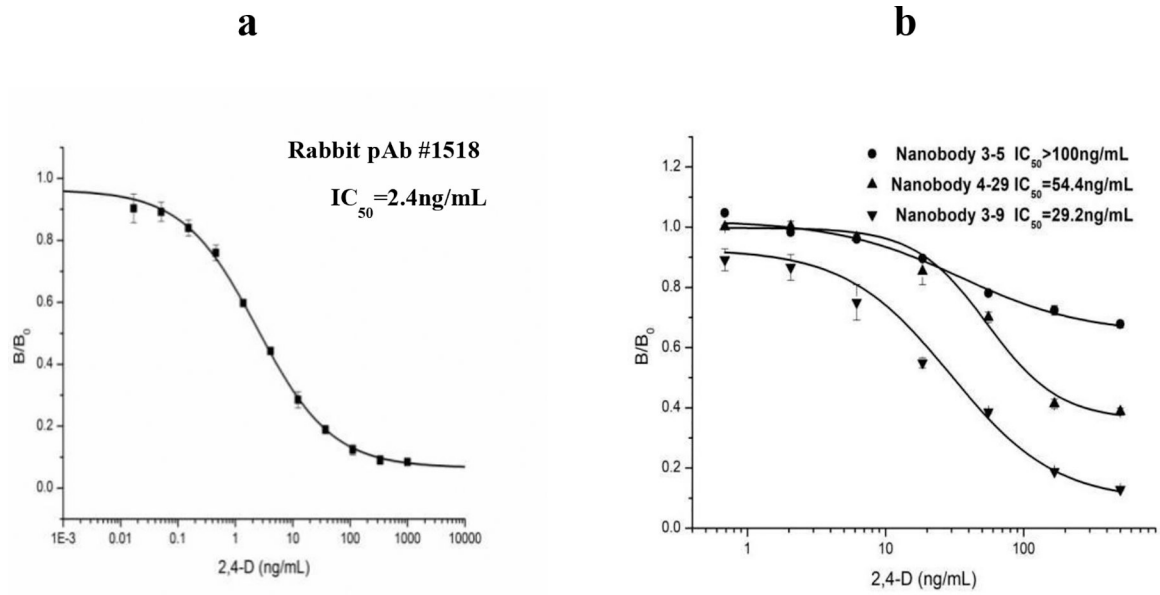 a
Rabbit pAb #1518
IC50=2.4ng/mL
1.0
0.8
0.6
0.4
0.2
0.0
B/B0
1E-3 0.01 0.1 1 10 100 1000 10000
2,4-D (ng/mL)
b
Nanobody 3-5 IC50>100ng/mL
Nanobody 4-29 IC50=54.4ng/mL
Nanobody 3-9 IC50=29.2ng/mL
1.2
1.0
0.8
0.6
0.4
0.2
0.0
B/B0
1 10 100
2,4-D (ng/mL)